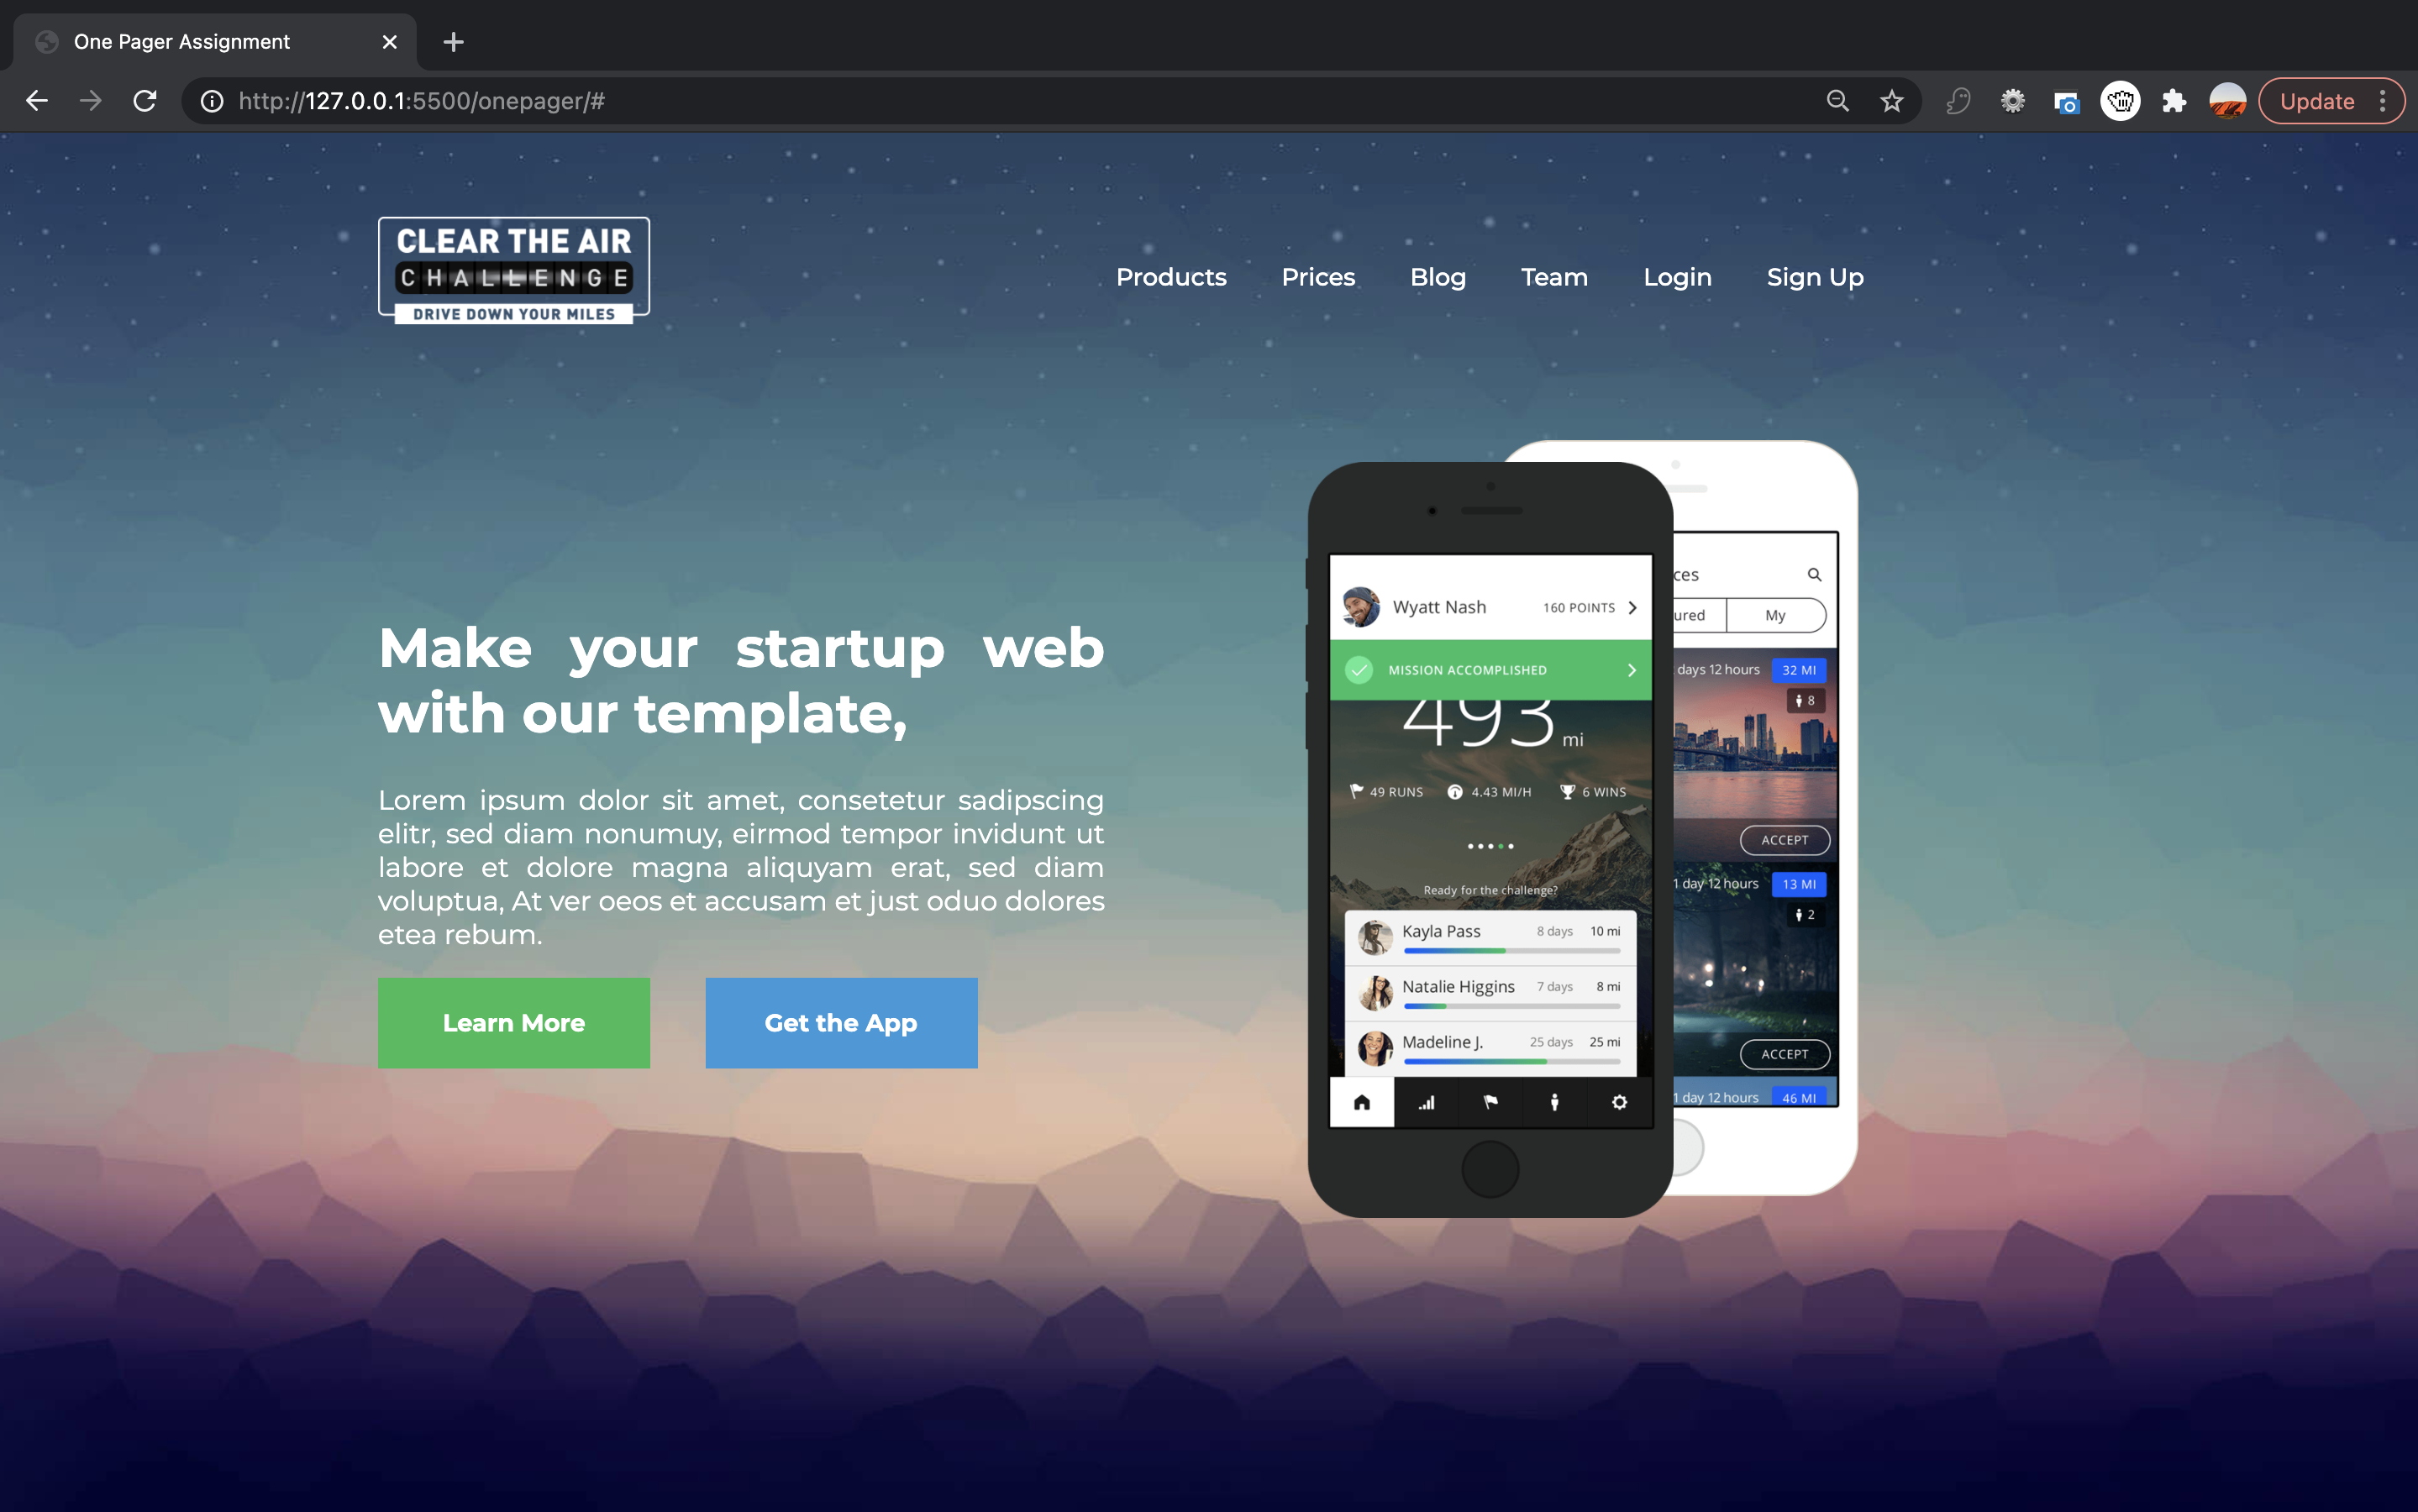 One Pager Assignment
http://127.0.0.1:5500/onepager/#
Update
CLEAR THE AIR
CHALLENGE
DRIVE DOWN YOUR MILES
Products Prices Blog Team Login Sign Up
Make your startup web
with our template,
Lorem ipsum dolor sit amet, consetetur sadipscing
elitr, sed diam nonumuy, eirmod tempor invidunt ut
labore et dolore magna aliquyam erat, sed diam
voluptua, At ver oeos et accusam et just oduo dolores
etea rebum.
Learn More Get the App
Wyatt Nash 160 POINTS
MISSION ACCOMPLISHED
493 mi
49 RUNS 4.43 MI/H 6 WINS
Ready for the challenge?
Kayla Pass 8 days 10 mi
Natalie Higgins 7 days 8 mi
Madeline J. 25 days 25 mi
ces
ured My
days 12 hours 32 MI
8
ACCEPT
1 day 12 hours 13 MI
2
ACCEPT
1 day 12 hours 46 MI